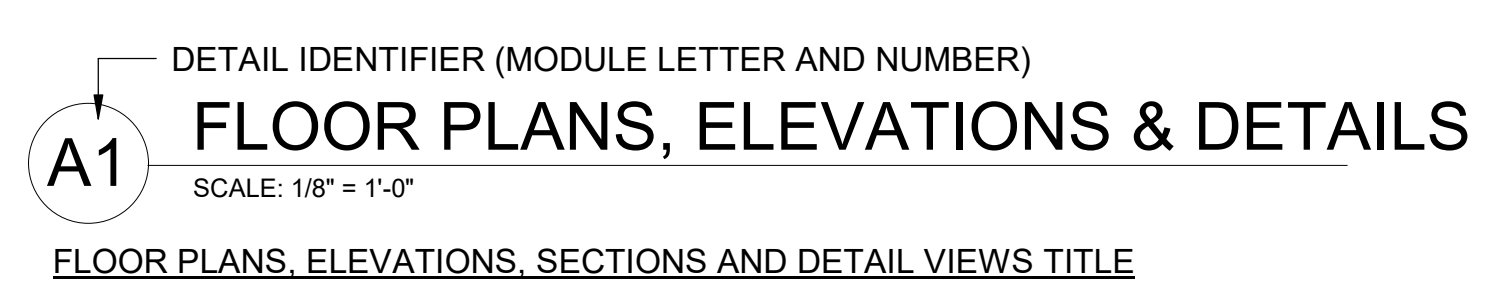 DETAIL IDENTIFIER (MODULE LETTER AND NUMBER)
A1
FLOOR PLANS, ELEVATIONS & DETAILS
SCALE: 1/8" = 1'-0"
FLOOR PLANS, ELEVATIONS, SECTIONS AND DETAIL VIEWS TITLE